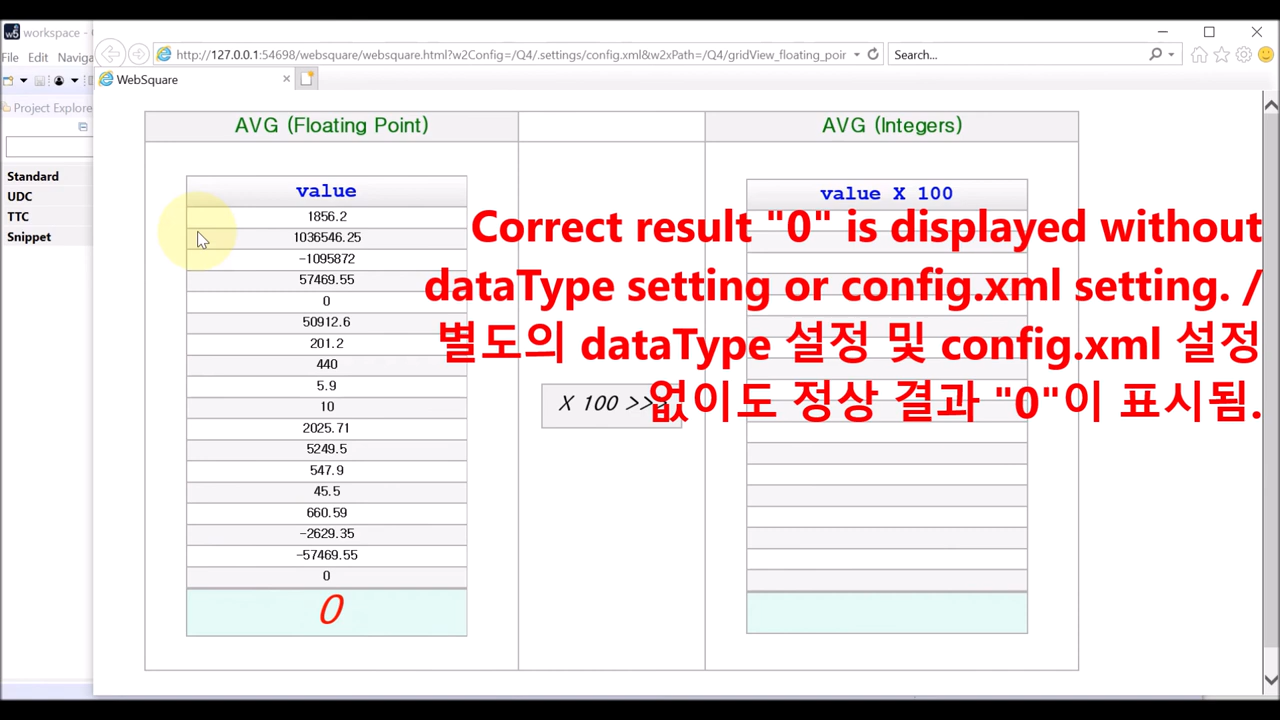 workspace -
File Edit Naviga
http://127.0.0.1:54698/websquare/websquare.html?w2Config=/Q4/.settings/config.xml&w2xPath=/Q4/gridView_floating_poir
Search...
WebSquare
Project Explore
Standard
UDC
TTC
Snippet
AVG (Floating Point)
AVG (Integers)
value
1856.2
1036546.25
-1095872
57469.55
0
50912.6
201.2
440
5.9
10
2025.71
5249.5
547.9
45.5
660.59
-2629.35
-57469.55
0
0
X 100 >>>
value X 100
Correct result "0" is displayed without
dataType setting or config.xml setting. /
별도의 dataType 설정 및 config.xml 설정
없이도 정상 결과 "0"이 표시됨.